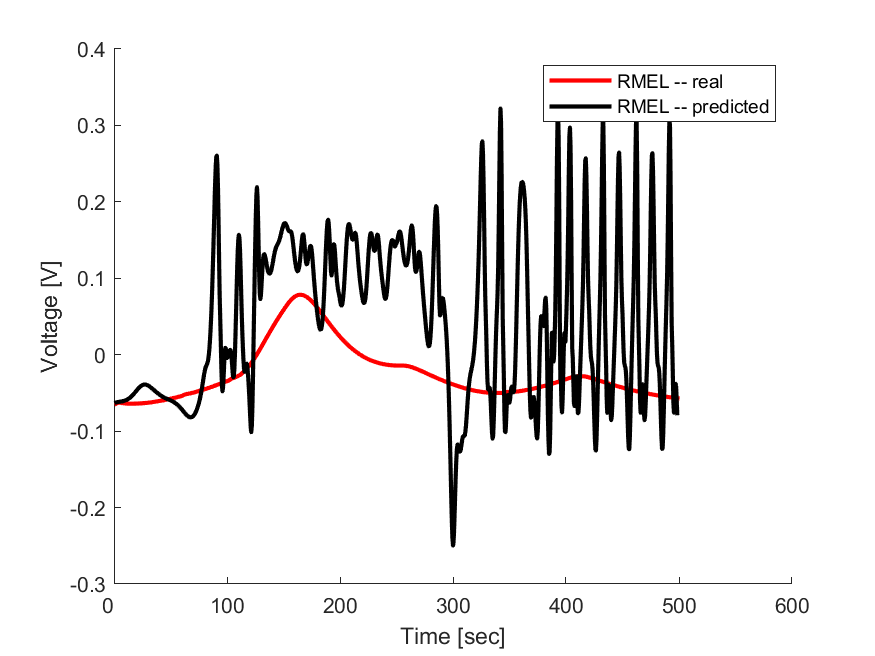 0.4
0.3
0.2
0.1
0
-0.1
-0.2
-0.3
Voltage [V]
RMEL -- real
RMEL -- predicted
0 100 200 300 400 500 600
Time [sec]